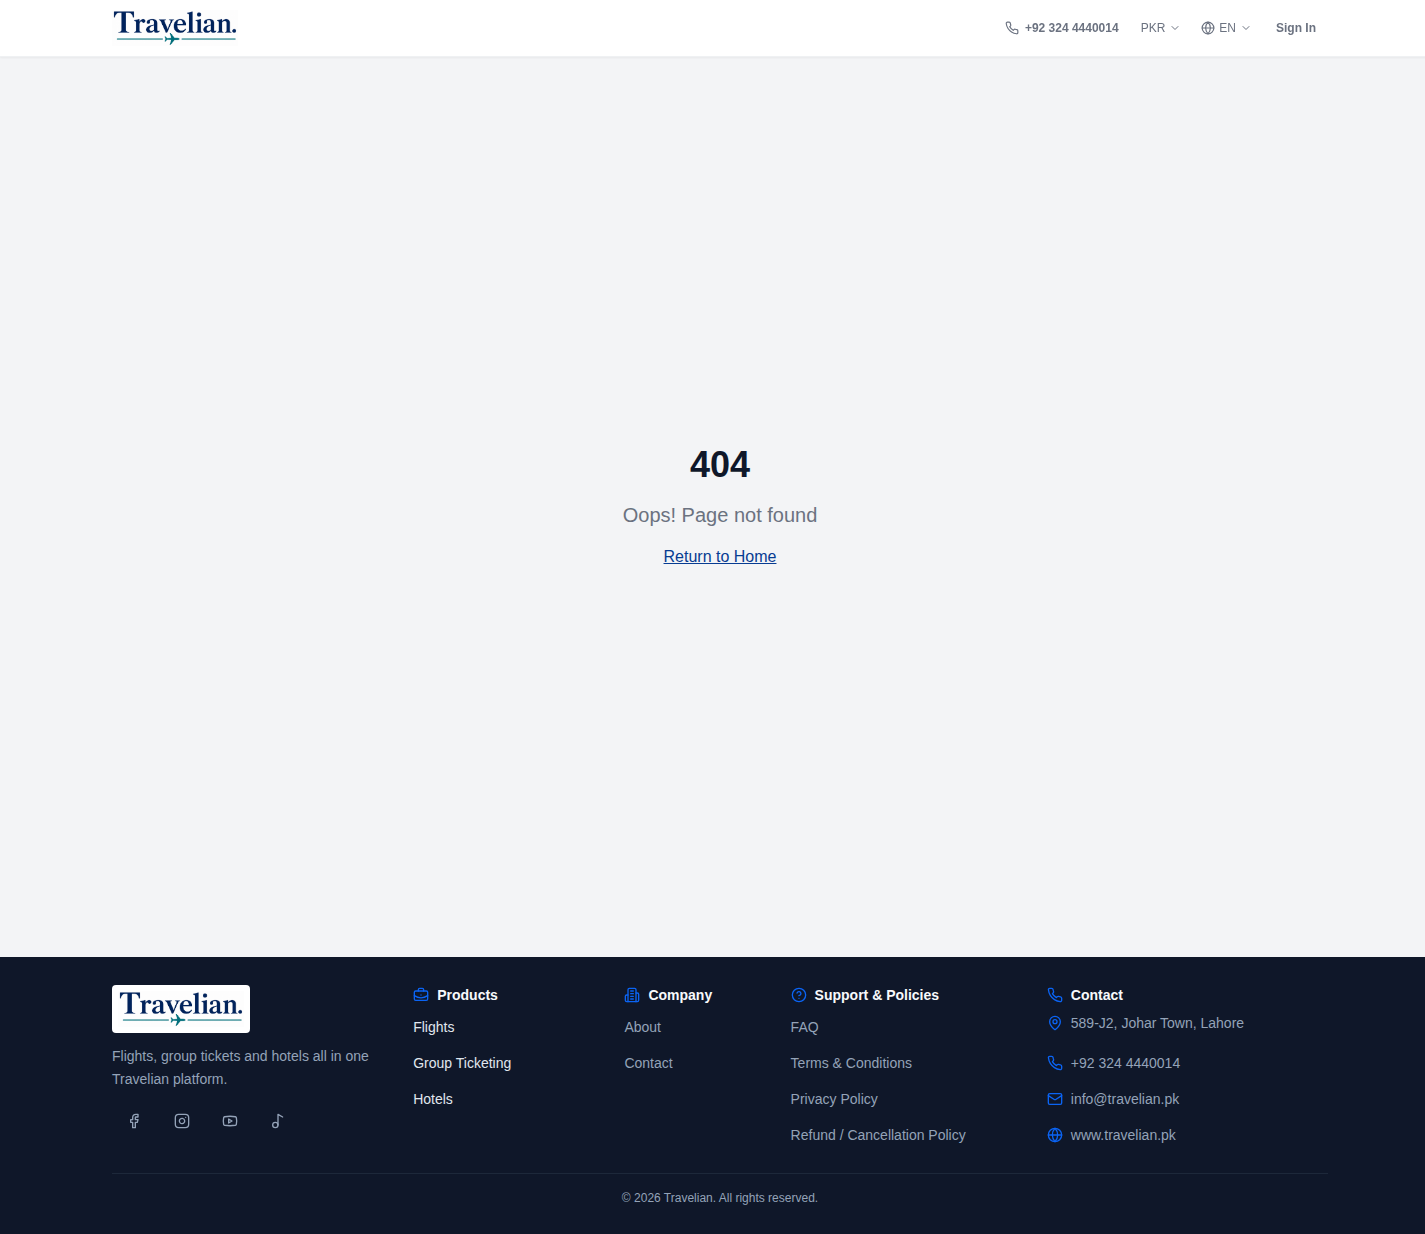 Travelian.
+92 324 4440014
PKR
EN
Sign In
404
Oops! Page not found
Return to Home
Travelian.
Flights, group tickets and hotels all in one
Travelian platform.
Products
Flights
Group Ticketing
Hotels
Company
About
Contact
Support & Policies
FAQ
Terms & Conditions
Privacy Policy
Refund / Cancellation Policy
Contact
589-J2, Johar Town, Lahore
+92 324 4440014
info@travelian.pk
www.travelian.pk
© 2026 Travelian. All rights reserved.